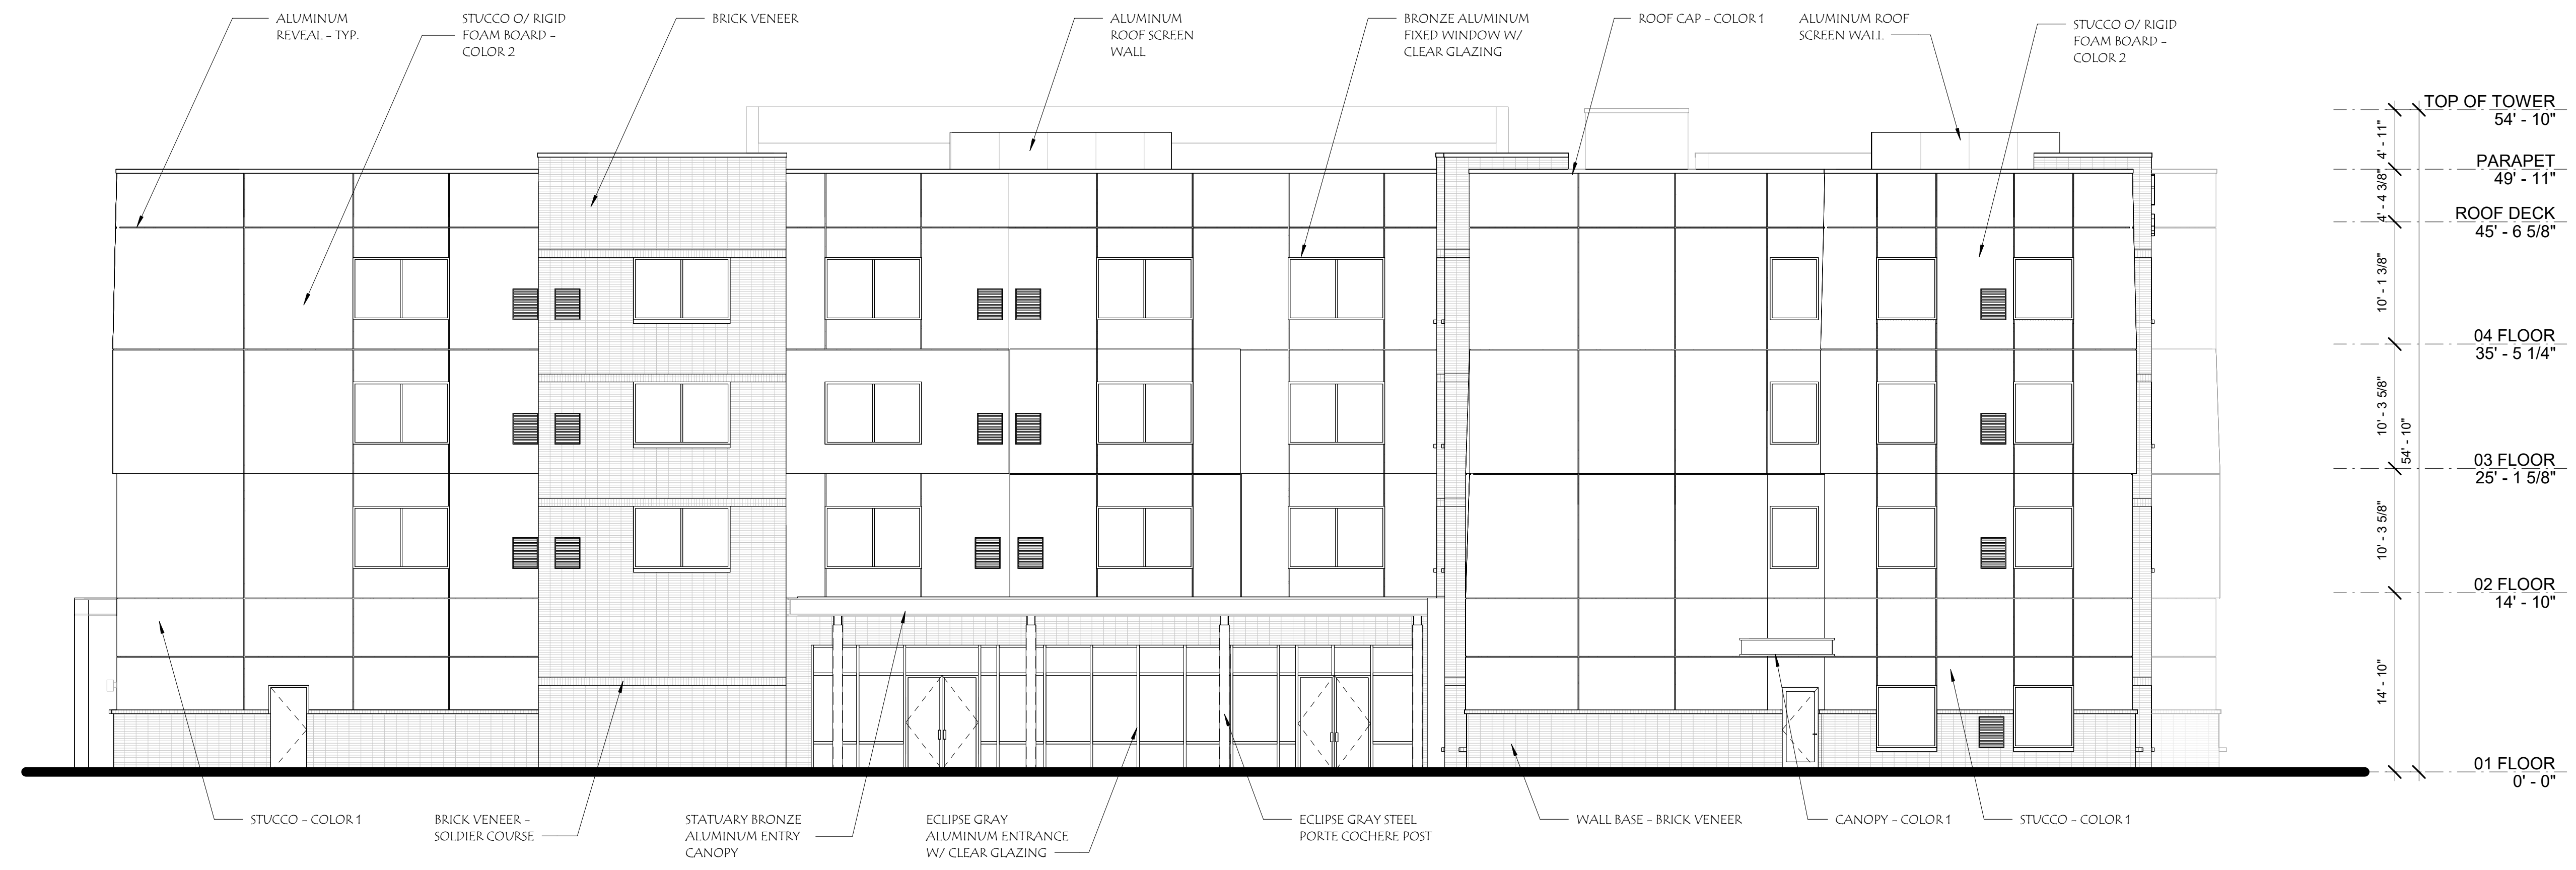 ALUMINUM
REVEAL - TYP.
STUCCO O/ RIGID
FOAM BOARD -
COLOR 2
BRICK VENEER
ALUMINUM
ROOF SCREEN
WALL
BRONZE ALUMINUM
FIXED WINDOW W/
CLEAR GLAZING
ROOF CAP - COLOR 1
ALUMINUM ROOF
SCREEN WALL
STUCCO O/ RIGID
FOAM BOARD -
COLOR 2
TOP OF TOWER
54' - 10"
PARAPET
49' - 11"
ROOF DECK
45' - 6 5/8"
04 FLOOR
35' - 5 1/4"
03 FLOOR
25' - 1 5/8"
02 FLOOR
14' - 10"
01 FLOOR
0' - 0"
4' - 11"
4' - 4 3/8"
10' - 1 3/8"
10' - 3 5/8"
10' - 3 5/8"
14' - 10"
54' - 10"
STUCCO - COLOR 1
BRICK VENEER -
SOLDIER COURSE
STATUARY BRONZE
ALUMINUM ENTRY
CANOPY
ECLIPSE GRAY
ALUMINUM ENTRANCE
W/ CLEAR GLAZING
ECLIPSE GRAY STEEL
PORTE COCHERE POST
WALL BASE - BRICK VENEER
CANOPY - COLOR 1
STUCCO - COLOR 1